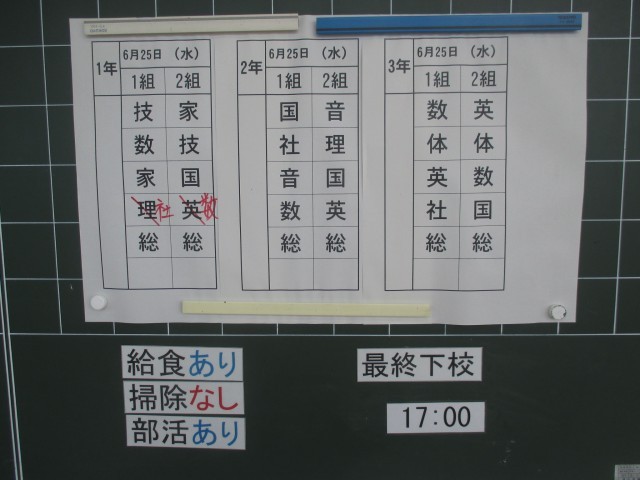 1年 6月25日 (水)
1組 2組
技 家
数 技
家 国
理 社 英 数
総 総
2年 6月25日 (水)
1組 2組
国 音
社 理
音 国
数 英
総 総
3年 6月25日 (水)
1組 2組
数 英
体 体
英 数
社 国
総 総
給食あり
掃除なし
部活あり
最終下校
17:00